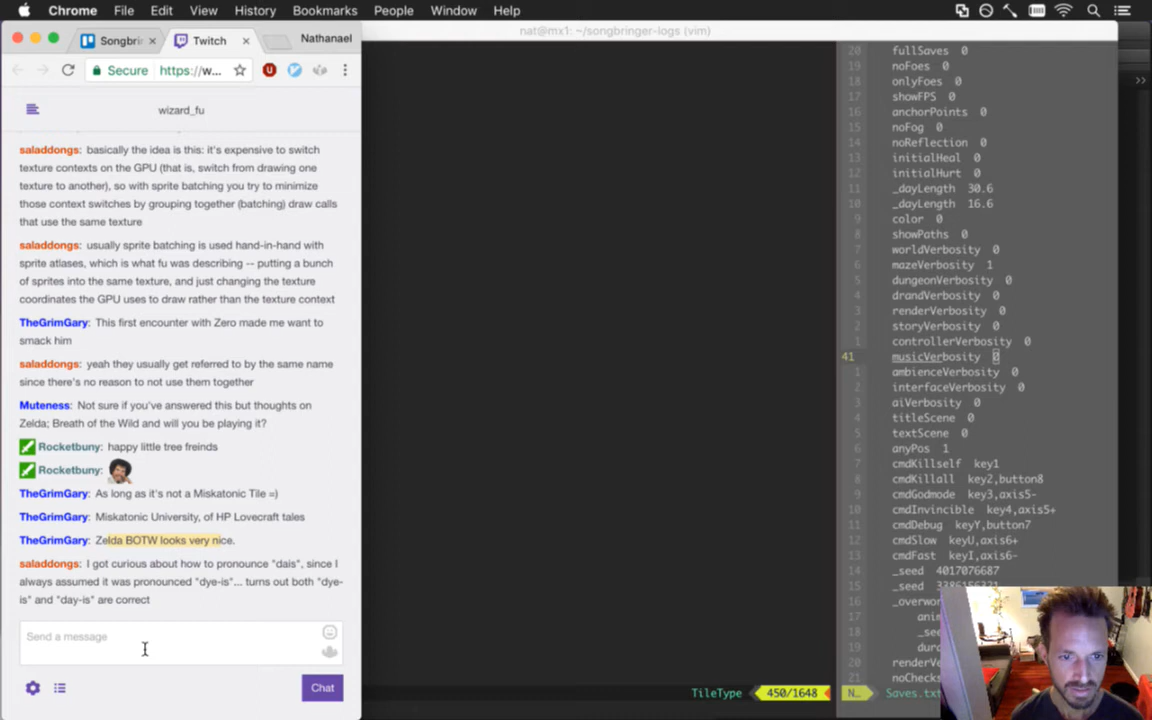 Chrome File Edit View History Bookmarks People Window Help
Songbri
Twitch
Nathanael
nat@mx1: ~/songbringer-logs (vim)
Secure
https://w...
wizard_fu
saladdongs: basically the idea is this: it's expensive to switch
texture contexts on the GPU (that is, switch from drawing one
texture to another), so with sprite batching you try to minimize
those context switches by grouping together (batching) draw calls
that use the same texture
saladdongs: usually sprite batching is used hand-in-hand with
sprite atlases, which is what fu was describing -- putting a bunch
of sprites into the same texture, and just changing the texture
coordinates the GPU uses to draw rather than the texture context
TheGrimGary: This first encounter with Zero made me want to
smack him
saladdongs: yeah they usually get referred to by the same name
since there's no reason to not use them together
Muteness: Not sure if you've answered this but thoughts on
Zelda; Breath of the Wild and will you be playing it?
Rocketbuny: happy little tree freinds
Rocketbuny:
TheGrimGary: As long as it's not a Miskatonic Tile =)
TheGrimGary: Miskatonic University, of HP Lovecraft tales
TheGrimGary: Zelda BOTW looks very nice.
saladdongs: I got curious about how to pronounce "dais", since I
always assumed it was pronounced "dye-is"... turns out both "dye-
is" and "day-is" are correct
Send a message
Chat
20 fullSaves 0
19 noFoes 0
18 onlyFoes 0
17 showFPS 0
16 anchorPoints 0
15 noFog 0
14 noReflection 0
13 initialHeal 0
12 initialHurt 0
11 _dayLength 30.6
10 _dayLength 16.6
9 color 0
8 showPaths 0
7 worldVerbosity 0
6 mazeVerbosity 1
5 dungeonVerbosity 0
4 drandVerbosity 0
3 renderVerbosity 0
2 storyVerbosity 0
1 controllerVerbosity 0
41 musicVerbosity 0
1 ambienceVerbosity 0
2 interfaceVerbosity 0
3 aiVerbosity 0
4 titleScene 0
5 textScene 0
6 anyPos 1
7 cmdKillself key1
8 cmdKillall key2,button8
9 cmdGodmode key3,axis5-
10 cmdInvincible key4,axis5+
11 cmdDebug keyY,button7
12 cmdSlow keyU,axis6+
13 cmdFast keyI,axis6-
14 _seed 4017076687
15 _seed
16 _overwor
17 anim
18 _see
19 dura
20 renderVe
21 noChecks
TileType 450/1648 N... Saves.txt